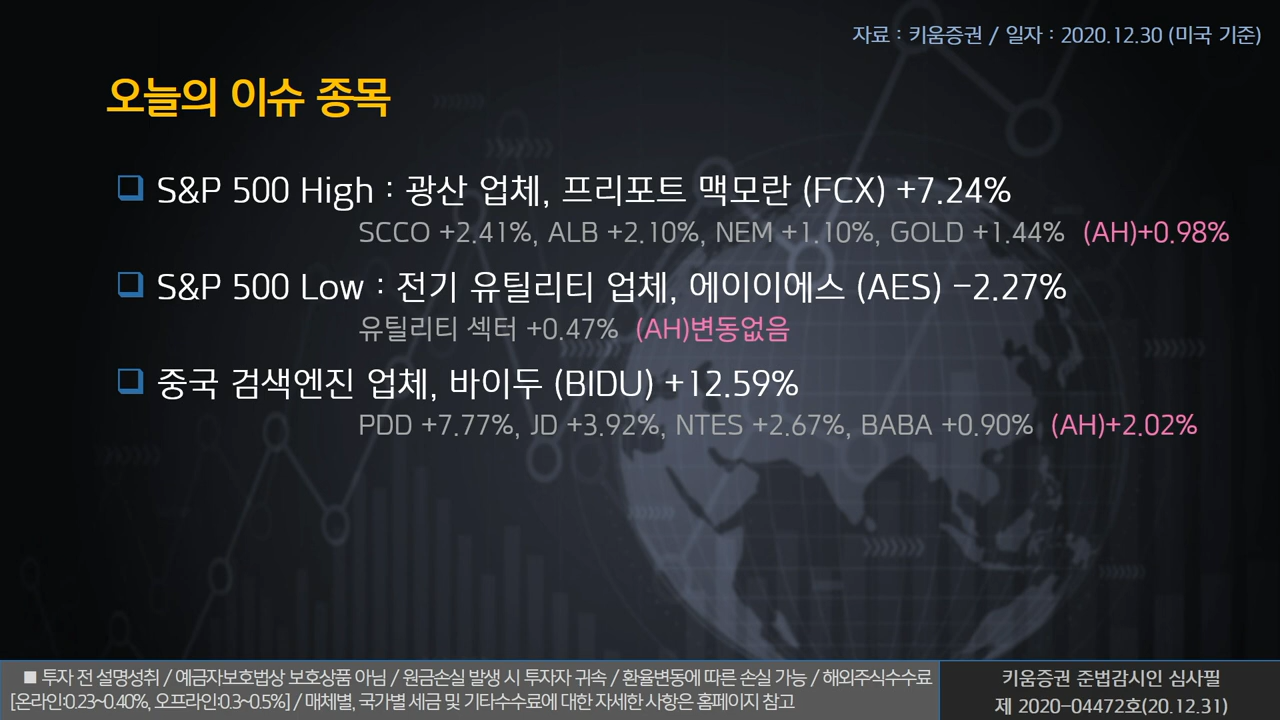 자료 : 키움증권 / 일자 : 2020.12.30 (미국 기준)
오늘의 이슈 종목
❑ S&P 500 High : 광산 업체, 프리포트 맥모란 (FCX) +7.24%
SCCO +2.41%, ALB +2.10%, NEM +1.10%, GOLD +1.44% (AH)+0.98%
❑ S&P 500 Low : 전기 유틸리티 업체, 에이이에스 (AES) -2.27%
유틸리티 섹터 +0.47% (AH)변동없음
❑ 중국 검색엔진 업체, 바이두 (BIDU) +12.59%
PDD +7.77%, JD +3.92%, NTES +2.67%, BABA +0.90% (AH)+2.02%
■ 투자 전 설명성취 / 예금자보호법상 보호상품 아님 / 원금손실 발생 시 투자자 귀속 / 환율변동에 따른 손실 가능 / 해외주식수수료
[온라인:0.23~0.40%, 오프라인:0.3~0.5%] / 매체별, 국가별 세금 및 기타수수료에 대한 자세한 사항은 홈페이지 참고
키움증권 준법감시인 심사필
제 2020-04472호(20.12.31)